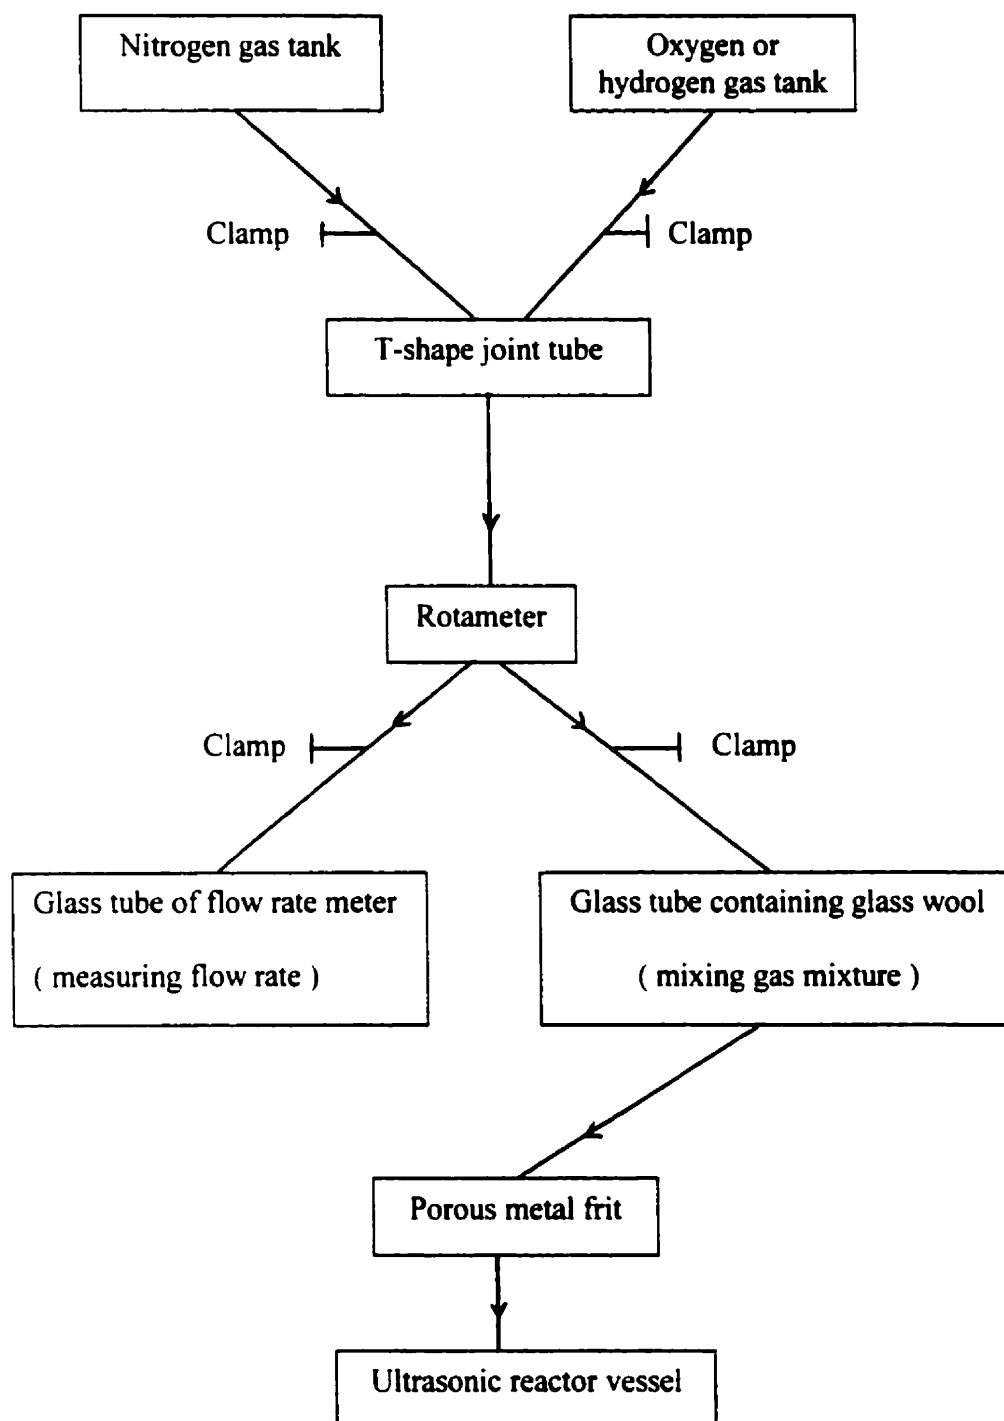 Nitrogen gas tank
Oxygen or
hydrogen gas tank
Clamp
Clamp
T-shape joint tube
Rotameter
Clamp
Clamp
Glass tube of flow rate meter
( measuring flow rate )
Glass tube containing glass wool
( mixing gas mixture )
Porous metal frit
Ultrasonic reactor vessel